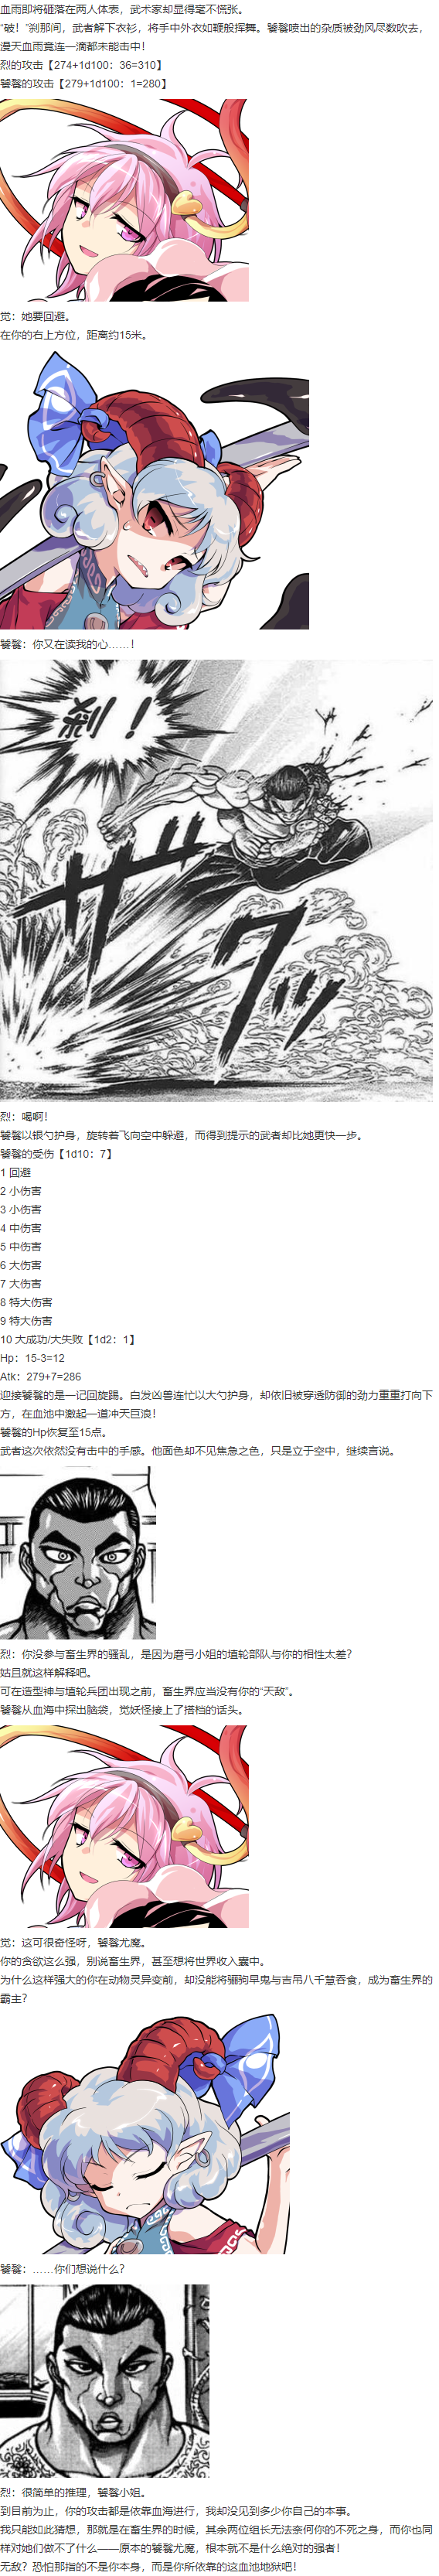 血雨即将砸落在两人体表，武术家却显得毫不慌张。
“破！”刹那间，武者解下衣衫，将手中外衣如鞭般挥舞。饕餮喷出的杂质被劲风尽数吹去，
漫天血雨竟连一滴都未能击中！
烈的攻击【274+1d100：36=310】
饕餮的攻击【279+1d100：1=280】
觉：她要回避。
在你的右上方位，距离约15米。
饕餮：你又在读我的心……！
刹！
ザ
グッ
烈：喝啊！
饕餮以银勺护身，旋转着飞向空中躲避，而得到提示的武者却比她更快一步。
饕餮的受伤【1d10：7】
1 回避
2 小伤害
3 小伤害
4 中伤害
5 中伤害
6 大伤害
7 大伤害
8 特大伤害
9 特大伤害
10 大成功/大失败【1d2：1】
Hp：15-3=12
Atk：279+7=286
迎接饕餮的是一记回旋踢。白发凶兽连忙以大勺护身，却依旧被穿透防御的劲力重重打向下
方，在血池中激起一道冲天巨浪！
饕餮的Hp恢复至15点。
武者这次依然没有击中的手感。他面色却不见焦急之色，只是立于空中，继续言说。
烈：你没参与畜生界的骚乱，是因为磨弓小姐的埴轮部队与你的相性太差？
姑且就这样解释吧。
可在造型神与埴轮兵团出现之前，畜生界应当没有你的“天敌”。
饕餮从血海中探出脑袋，觉妖怪接上了搭档的话头。
觉：这可很奇怪呀，饕餮尤魔。
你的贪欲这么强，别说畜生界，甚至想将世界收入囊中。
为什么这样强大的你在动物灵异变前，却没能将骊驹早鬼与吉吊八千慧吞食，成为畜生界的
霸主？
饕餮：……你们想说什么？
烈：很简单的推理，饕餮小姐。
到目前为止，你的攻击都是依靠血海进行，我却没见到多少你自己的本事。
我只能如此猜想，那就是在畜生界的时候，其余两位组长无法奈何你的不死之身，而你也同
样对她们做不了什么——原本的饕餮尤魔，根本就不是什么绝对的强者！
无敌？恐怕那指的不是你本身，而是你所依靠的这血池地狱吧！